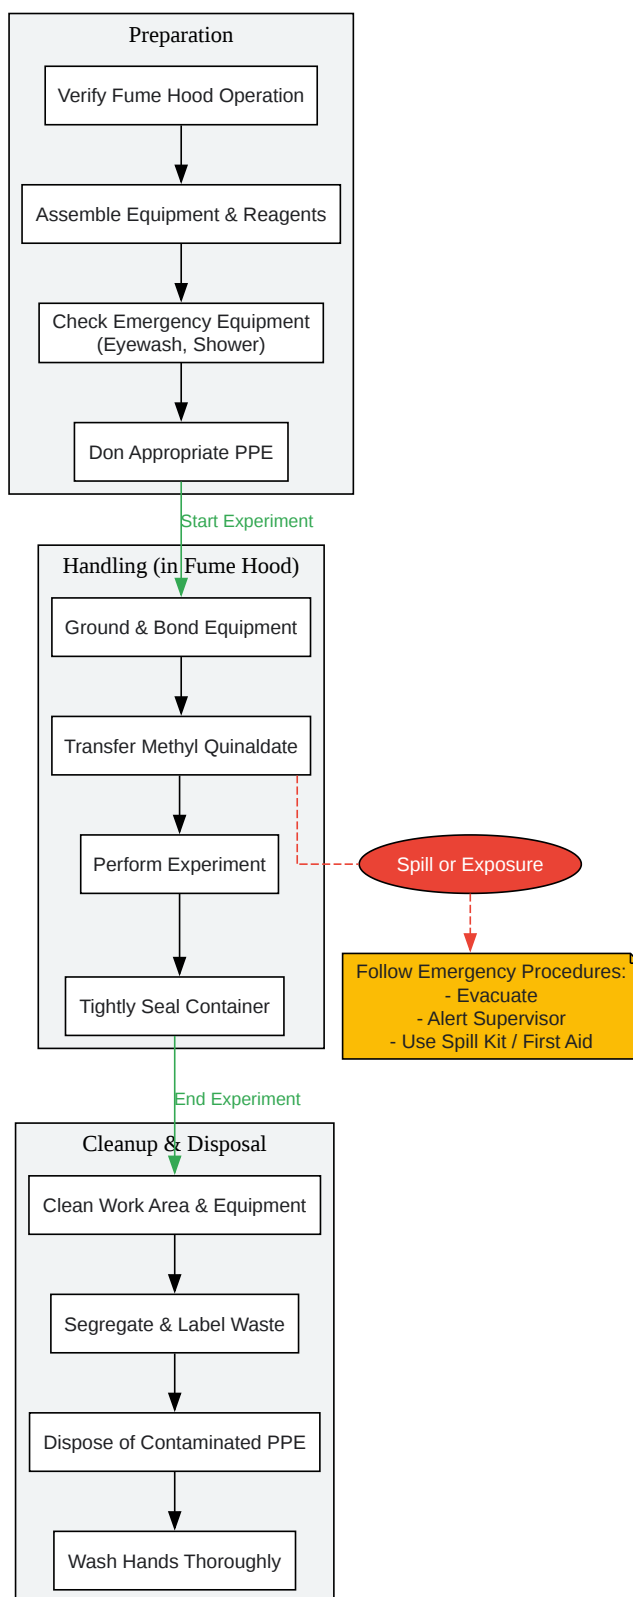 Preparation
Verify Fume Hood Operation
Assemble Equipment & Reagents
Check Emergency Equipment
(Eyewash, Shower)
Don Appropriate PPE
Start Experiment
Handling (in Fume Hood)
Ground & Bond Equipment
Transfer Methyl Quinaldate
Perform Experiment
Spill or Exposure
Follow Emergency Procedures:
- Evacuate
- Alert Supervisor
- Use Spill Kit / First Aid
Tightly Seal Container
End Experiment
Cleanup & Disposal
Clean Work Area & Equipment
Segregate & Label Waste
Dispose of Contaminated PPE
Wash Hands Thoroughly